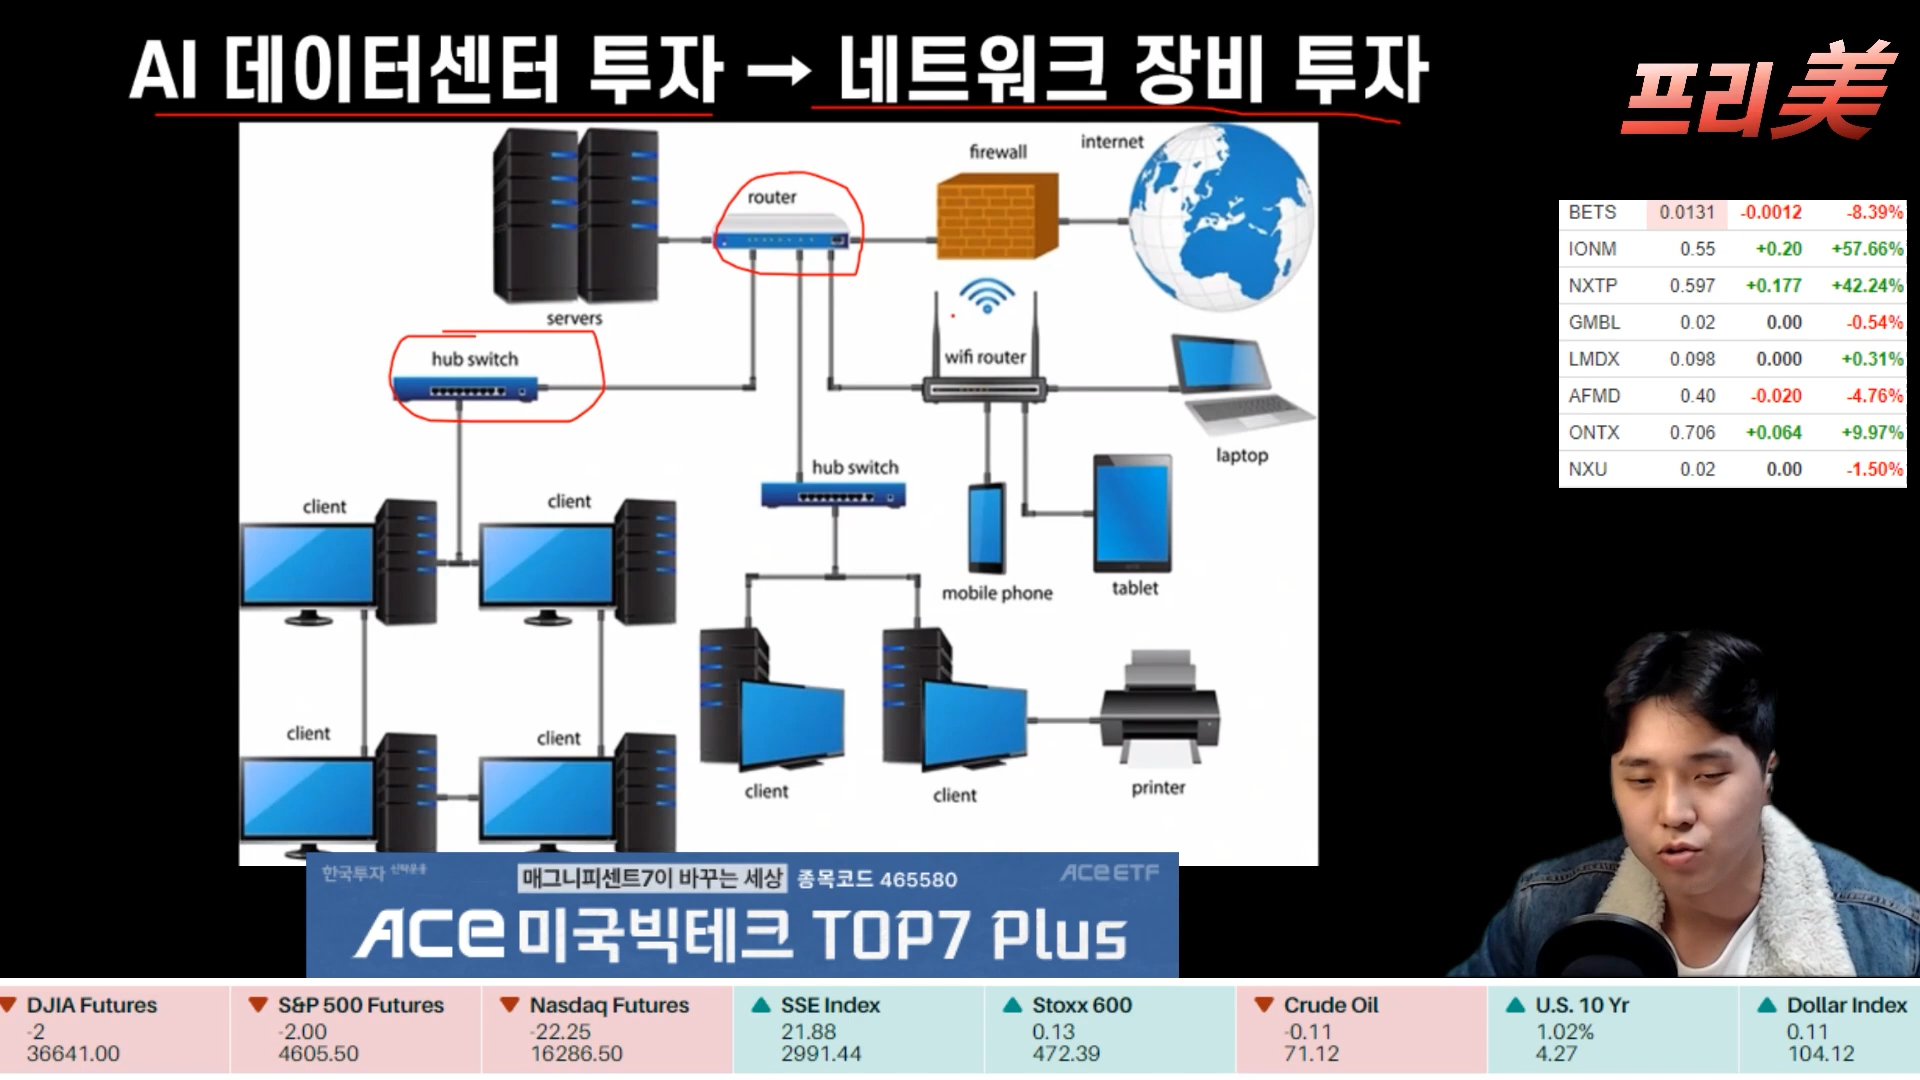 AI 데이터센터 투자 → 네트워크 장비 투자
프리美
servers
router
firewall
internet
hub switch
wifi router
laptop
hub switch
client
client
mobile phone
tablet
client
client
client
client
printer
BETS 0.0131 -0.0012 -8.39%
IONM 0.55 +0.20 +57.66%
NXTP 0.597 +0.177 +42.24%
GMBL 0.02 0.00 -0.54%
LMDX 0.098 0.000 +0.31%
AFMD 0.40 -0.020 -4.76%
ONTX 0.706 +0.064 +9.97%
NXU 0.02 0.00 -1.50%
한국투자 신탁운용
매그니피센트7이 바꾸는 세상 종목코드 465580
ACE ETF
ACE 미국빅테크 TOP7 Plus
DJIA Futures
-2
36641.00
S&P 500 Futures
-2.00
4605.50
Nasdaq Futures
-22.25
16286.50
SSE Index
21.88
2991.44
Stoxx 600
0.13
472.39
Crude Oil
-0.11
71.12
U.S. 10 Yr
1.02%
4.27
Dollar Index
0.11
104.12